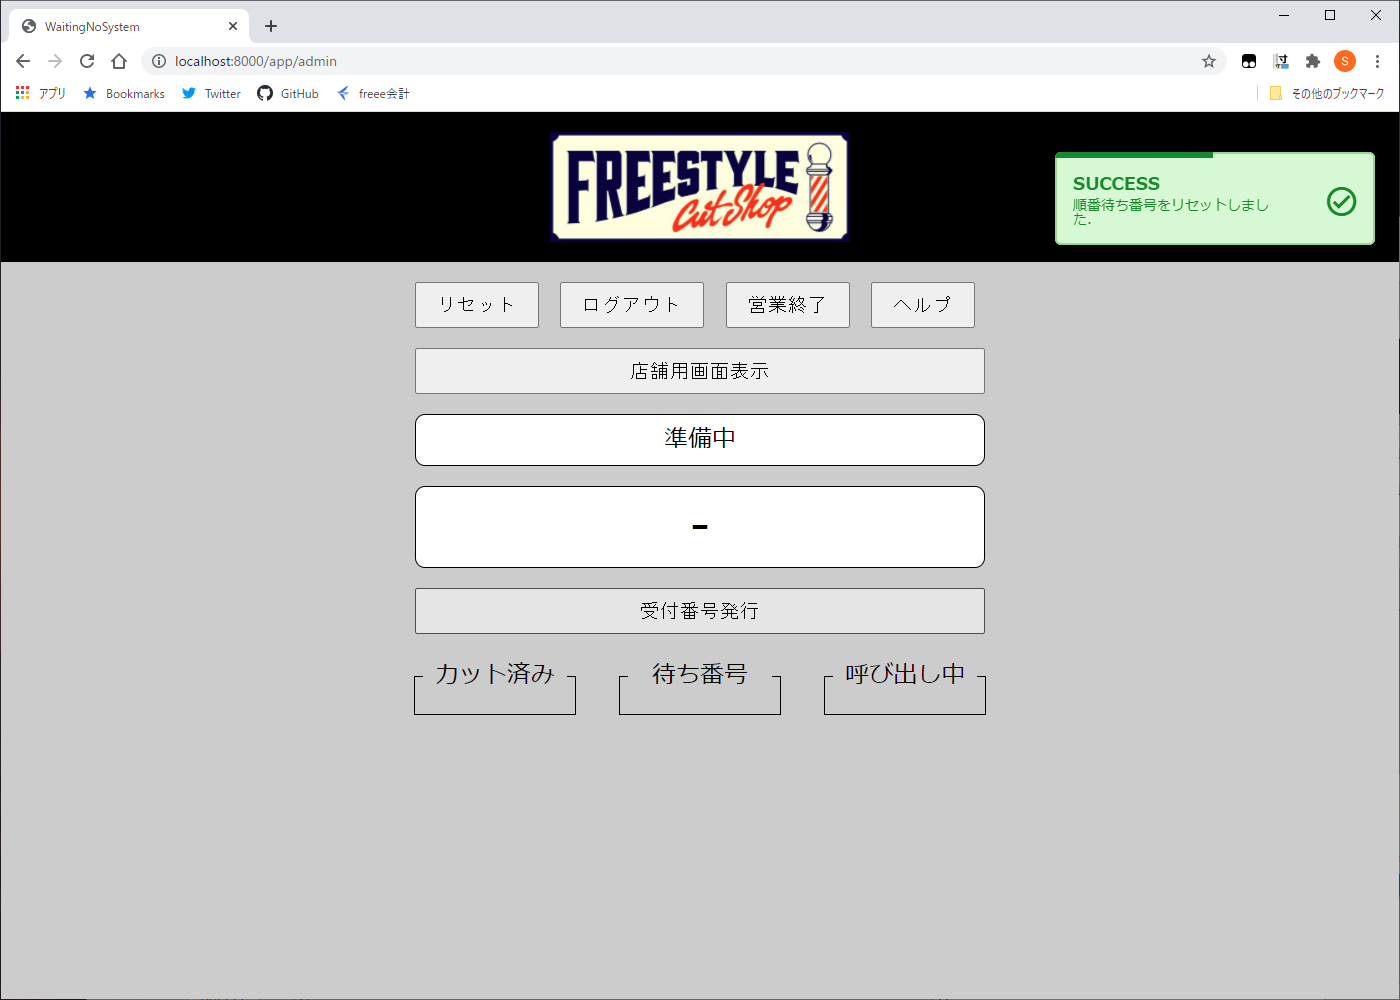 WaitingNoSystem
localhost:8000/app/admin
S
アプリ Bookmarks Twitter GitHub freee会計 その他のブックマーク
FREESTYLE
Cut Shop
SUCCESS
順番待ち番号をリセットしまし
た.
リセット ログアウト 営業終了 ヘルプ
店舗用画面表示
準備中
-
受付番号発行
カット済み 待ち番号 呼び出し中